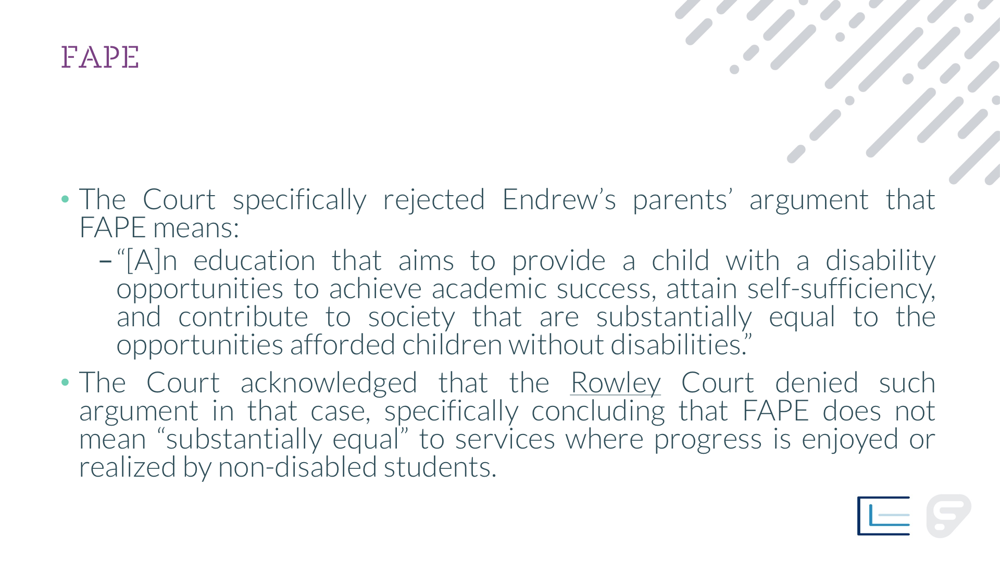 FAPE
• The Court specifically rejected Endrew’s parents’ argument that
FAPE means:
–“[A]n education that aims to provide a child with a disability
opportunities to achieve academic success, attain self-sufficiency,
and contribute to society that are substantially equal to the
opportunities afforded children without disabilities.”
• The Court acknowledged that the Rowley Court denied such
argument in that case, specifically concluding that FAPE does not
mean “substantially equal” to services where progress is enjoyed or
realized by non-disabled students.